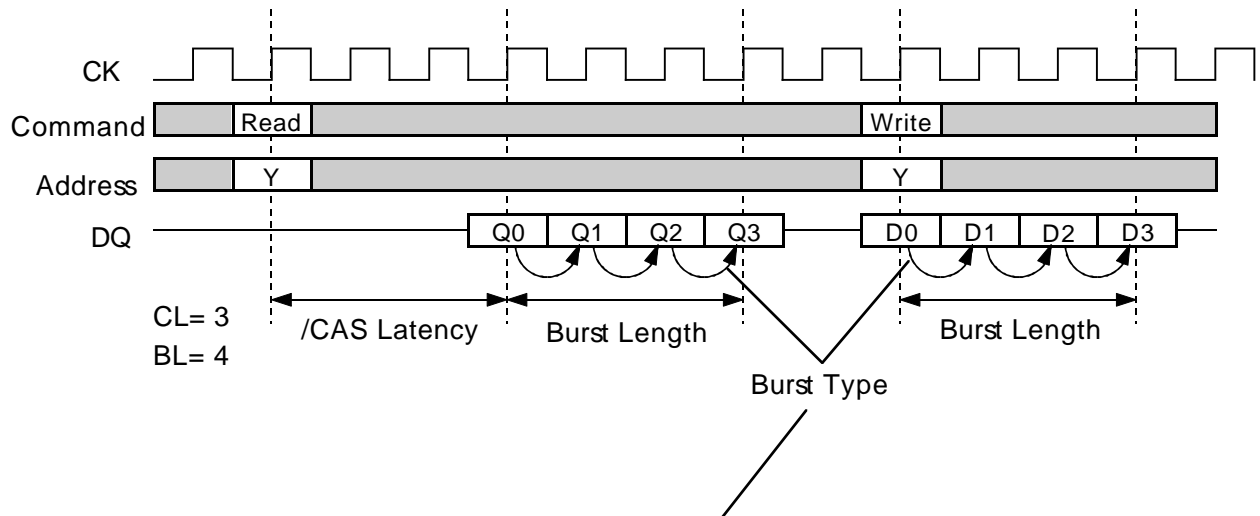 CK
Command Read Write
Address Y Y
DQ Q0 Q1 Q2 Q3 D0 D1 D2 D3
CL= 3 /CAS Latency Burst Length Burst Length
BL= 4
Burst Type